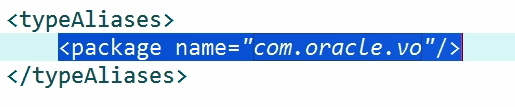 <typeAliases>
<package name="com.oracle.vo"/>
</typeAliases>